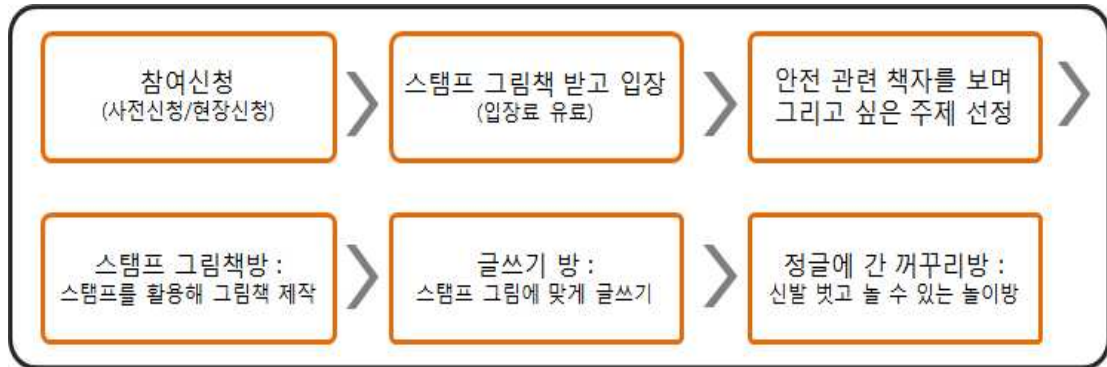 참여신청
(사전신청/현장신청)
스탬프 그림책 받고 입장
(입장료 유료)
안전 관련 책자를 보며
그리고 싶은 주제 선정
스탬프 그림책방 :
스탬프를 활용해 그림책 제작
글쓰기 방 :
스탬프 그림에 맞게 글쓰기
정글에 간 꺼꾸리방 :
신발 벗고 놀 수 있는 놀이방